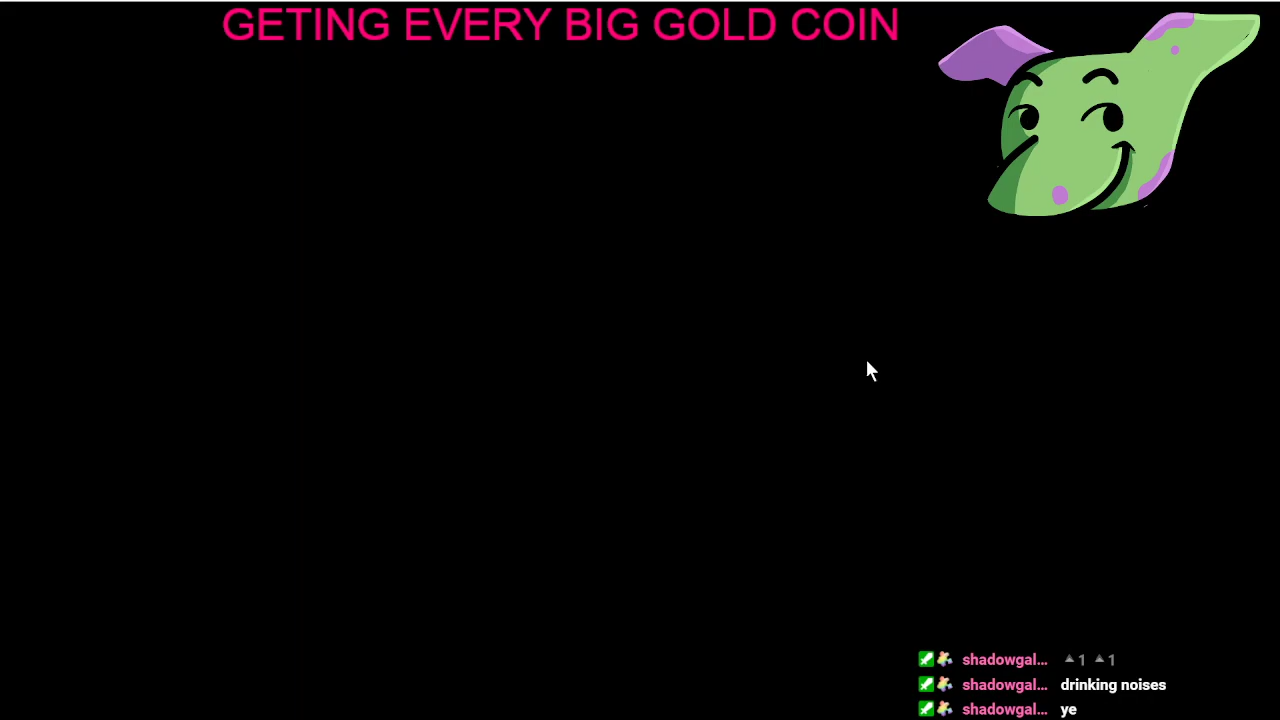 GETING EVERY BIG GOLD COIN
shadowgal... 1 1
shadowgal... drinking noises
shadowgal... ye